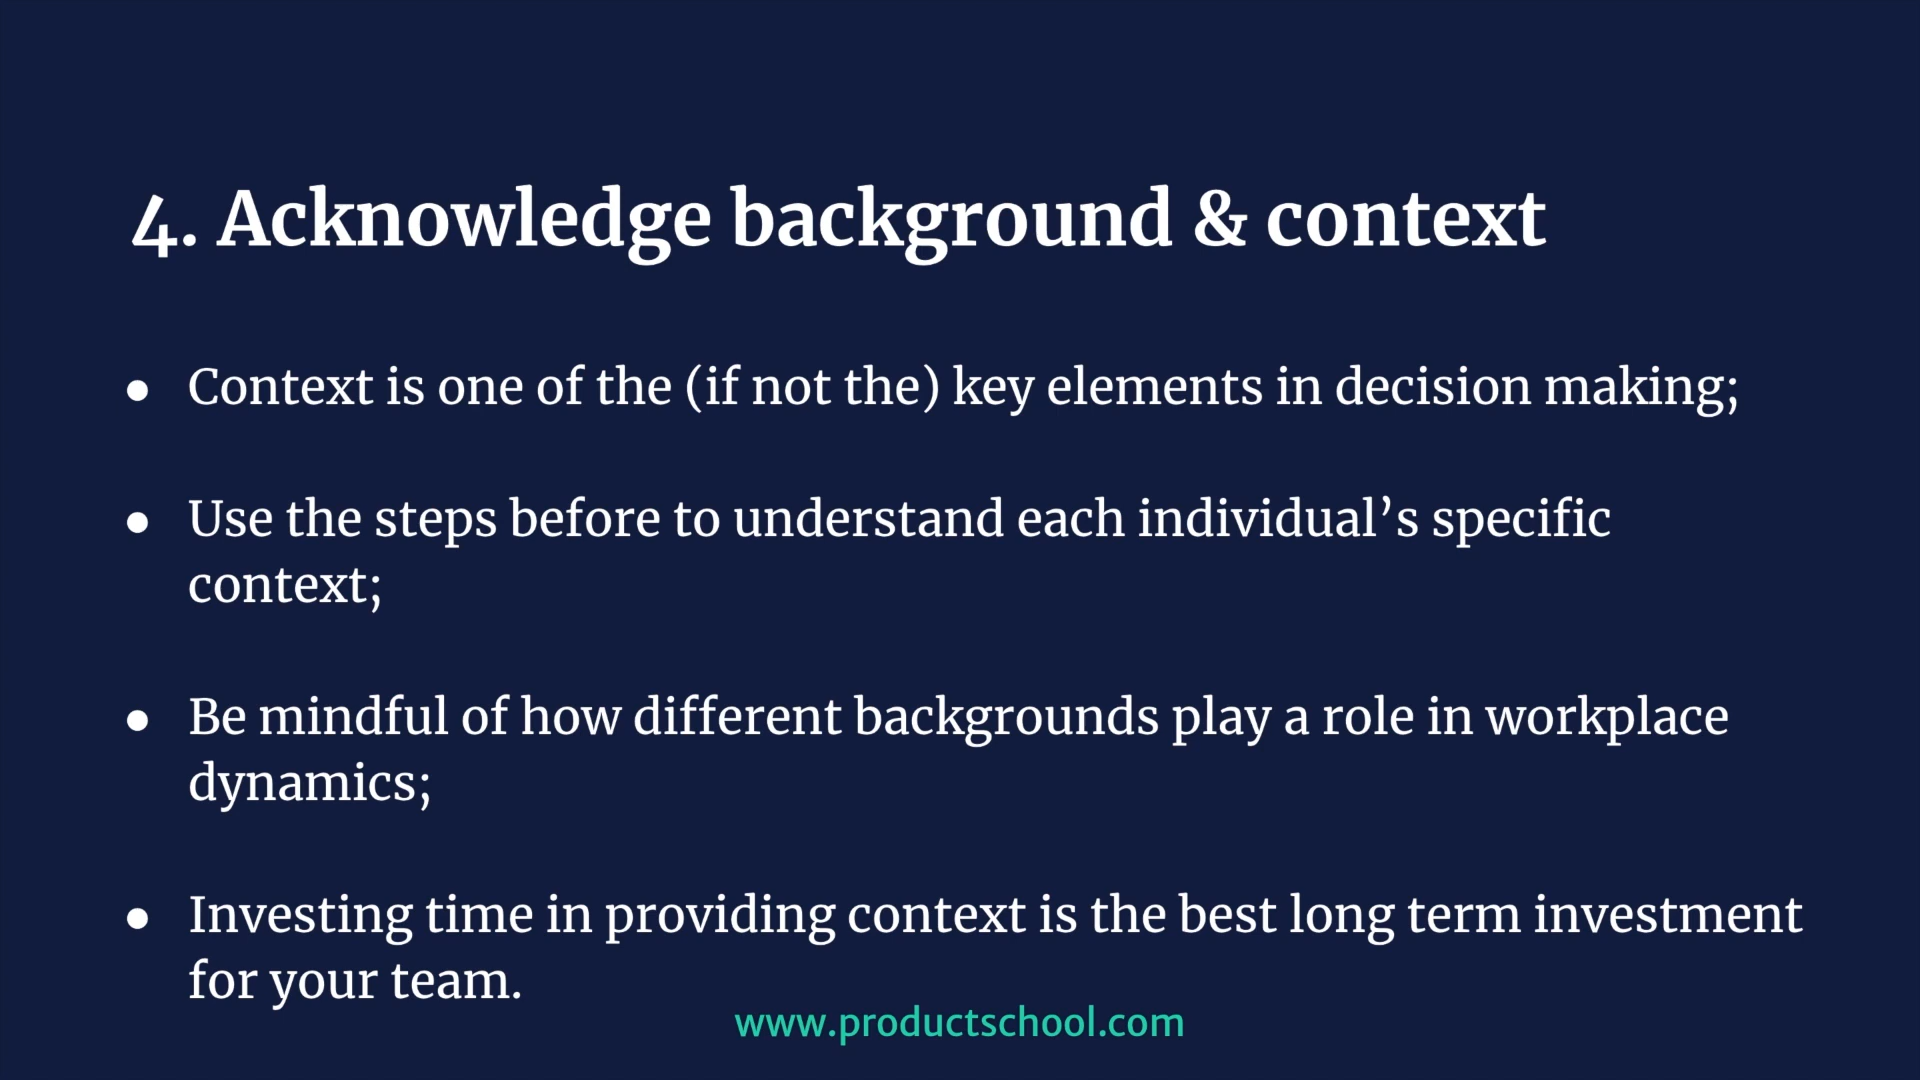 4. Acknowledge background & context
● Context is one of the (if not the) key elements in decision making;
● Use the steps before to understand each individual’s specific
context;
● Be mindful of how different backgrounds play a role in workplace
dynamics;
● Investing time in providing context is the best long term investment
for your team.
www.productschool.com